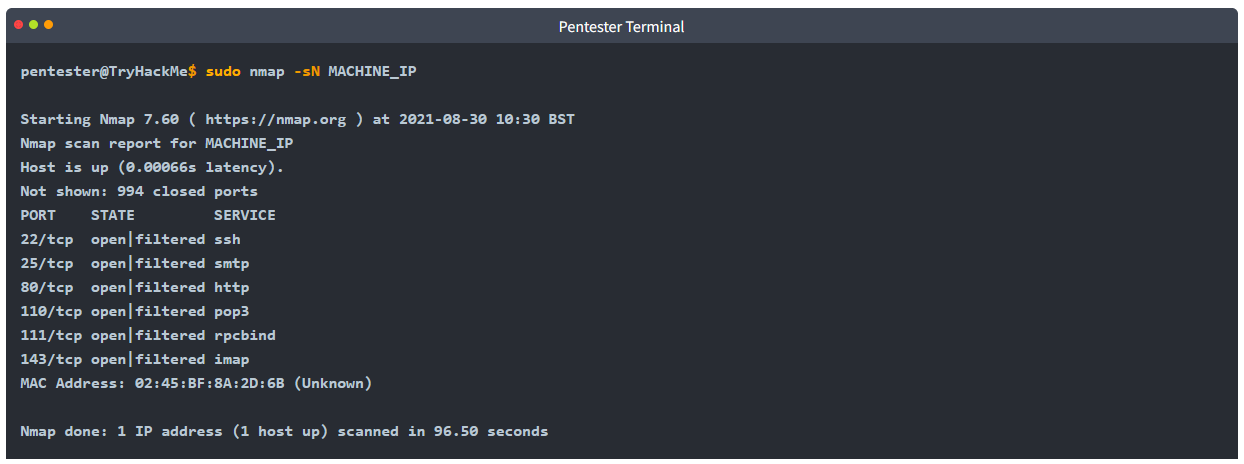 Pentester Terminal
pentester@TryHackMe$ sudo nmap -sN MACHINE_IP
Starting Nmap 7.60 ( https://nmap.org ) at 2021-08-30 10:30 BST
Nmap scan report for MACHINE_IP
Host is up (0.00066s latency).
Not shown: 994 closed ports
PORT    STATE         SERVICE
22/tcp  open|filtered ssh
25/tcp  open|filtered smtp
80/tcp  open|filtered http
110/tcp open|filtered pop3
111/tcp open|filtered rpcbind
143/tcp open|filtered imap
MAC Address: 02:45:BF:8A:2D:6B (Unknown)
Nmap done: 1 IP address (1 host up) scanned in 96.50 seconds